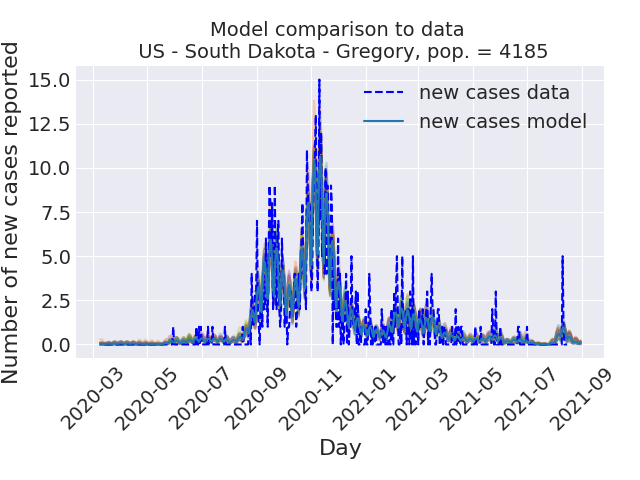 Model comparison to data
US - South Dakota - Gregory, pop. = 4185
Number of new cases reported
15.0
12.5
10.0
7.5
5.0
2.5
0.0
new cases data
new cases model
2020-03
2020-05
2020-07
2020-09
2020-11
2021-01
2021-03
2021-05
2021-07
2021-09
Day